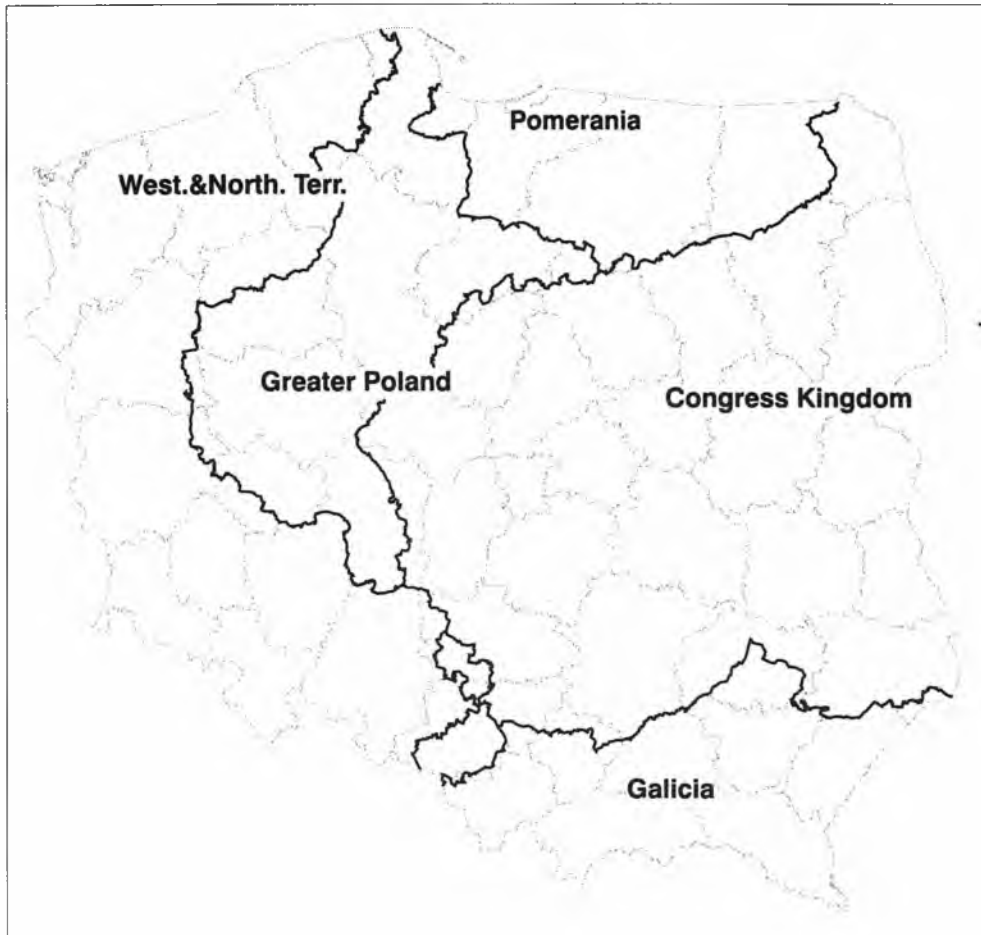 Pomerania
West.&North. Terr.
Greater Poland
Congress Kingdom
Galicia